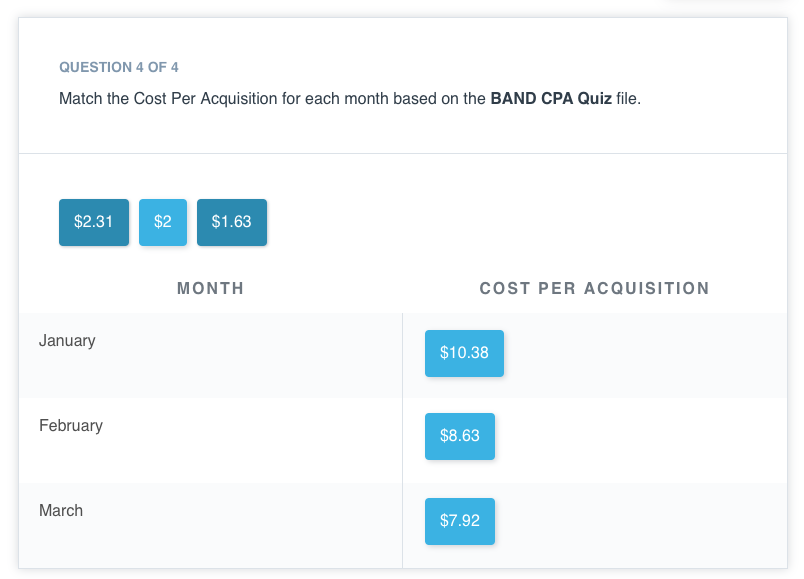 QUESTION 4 OF 4
Match the Cost Per Acquisition for each month based on the BAND CPA Quiz file.
$2.31 $2 $1.63
MONTH COST PER ACQUISITION
January $10.38
February $8.63
March $7.92